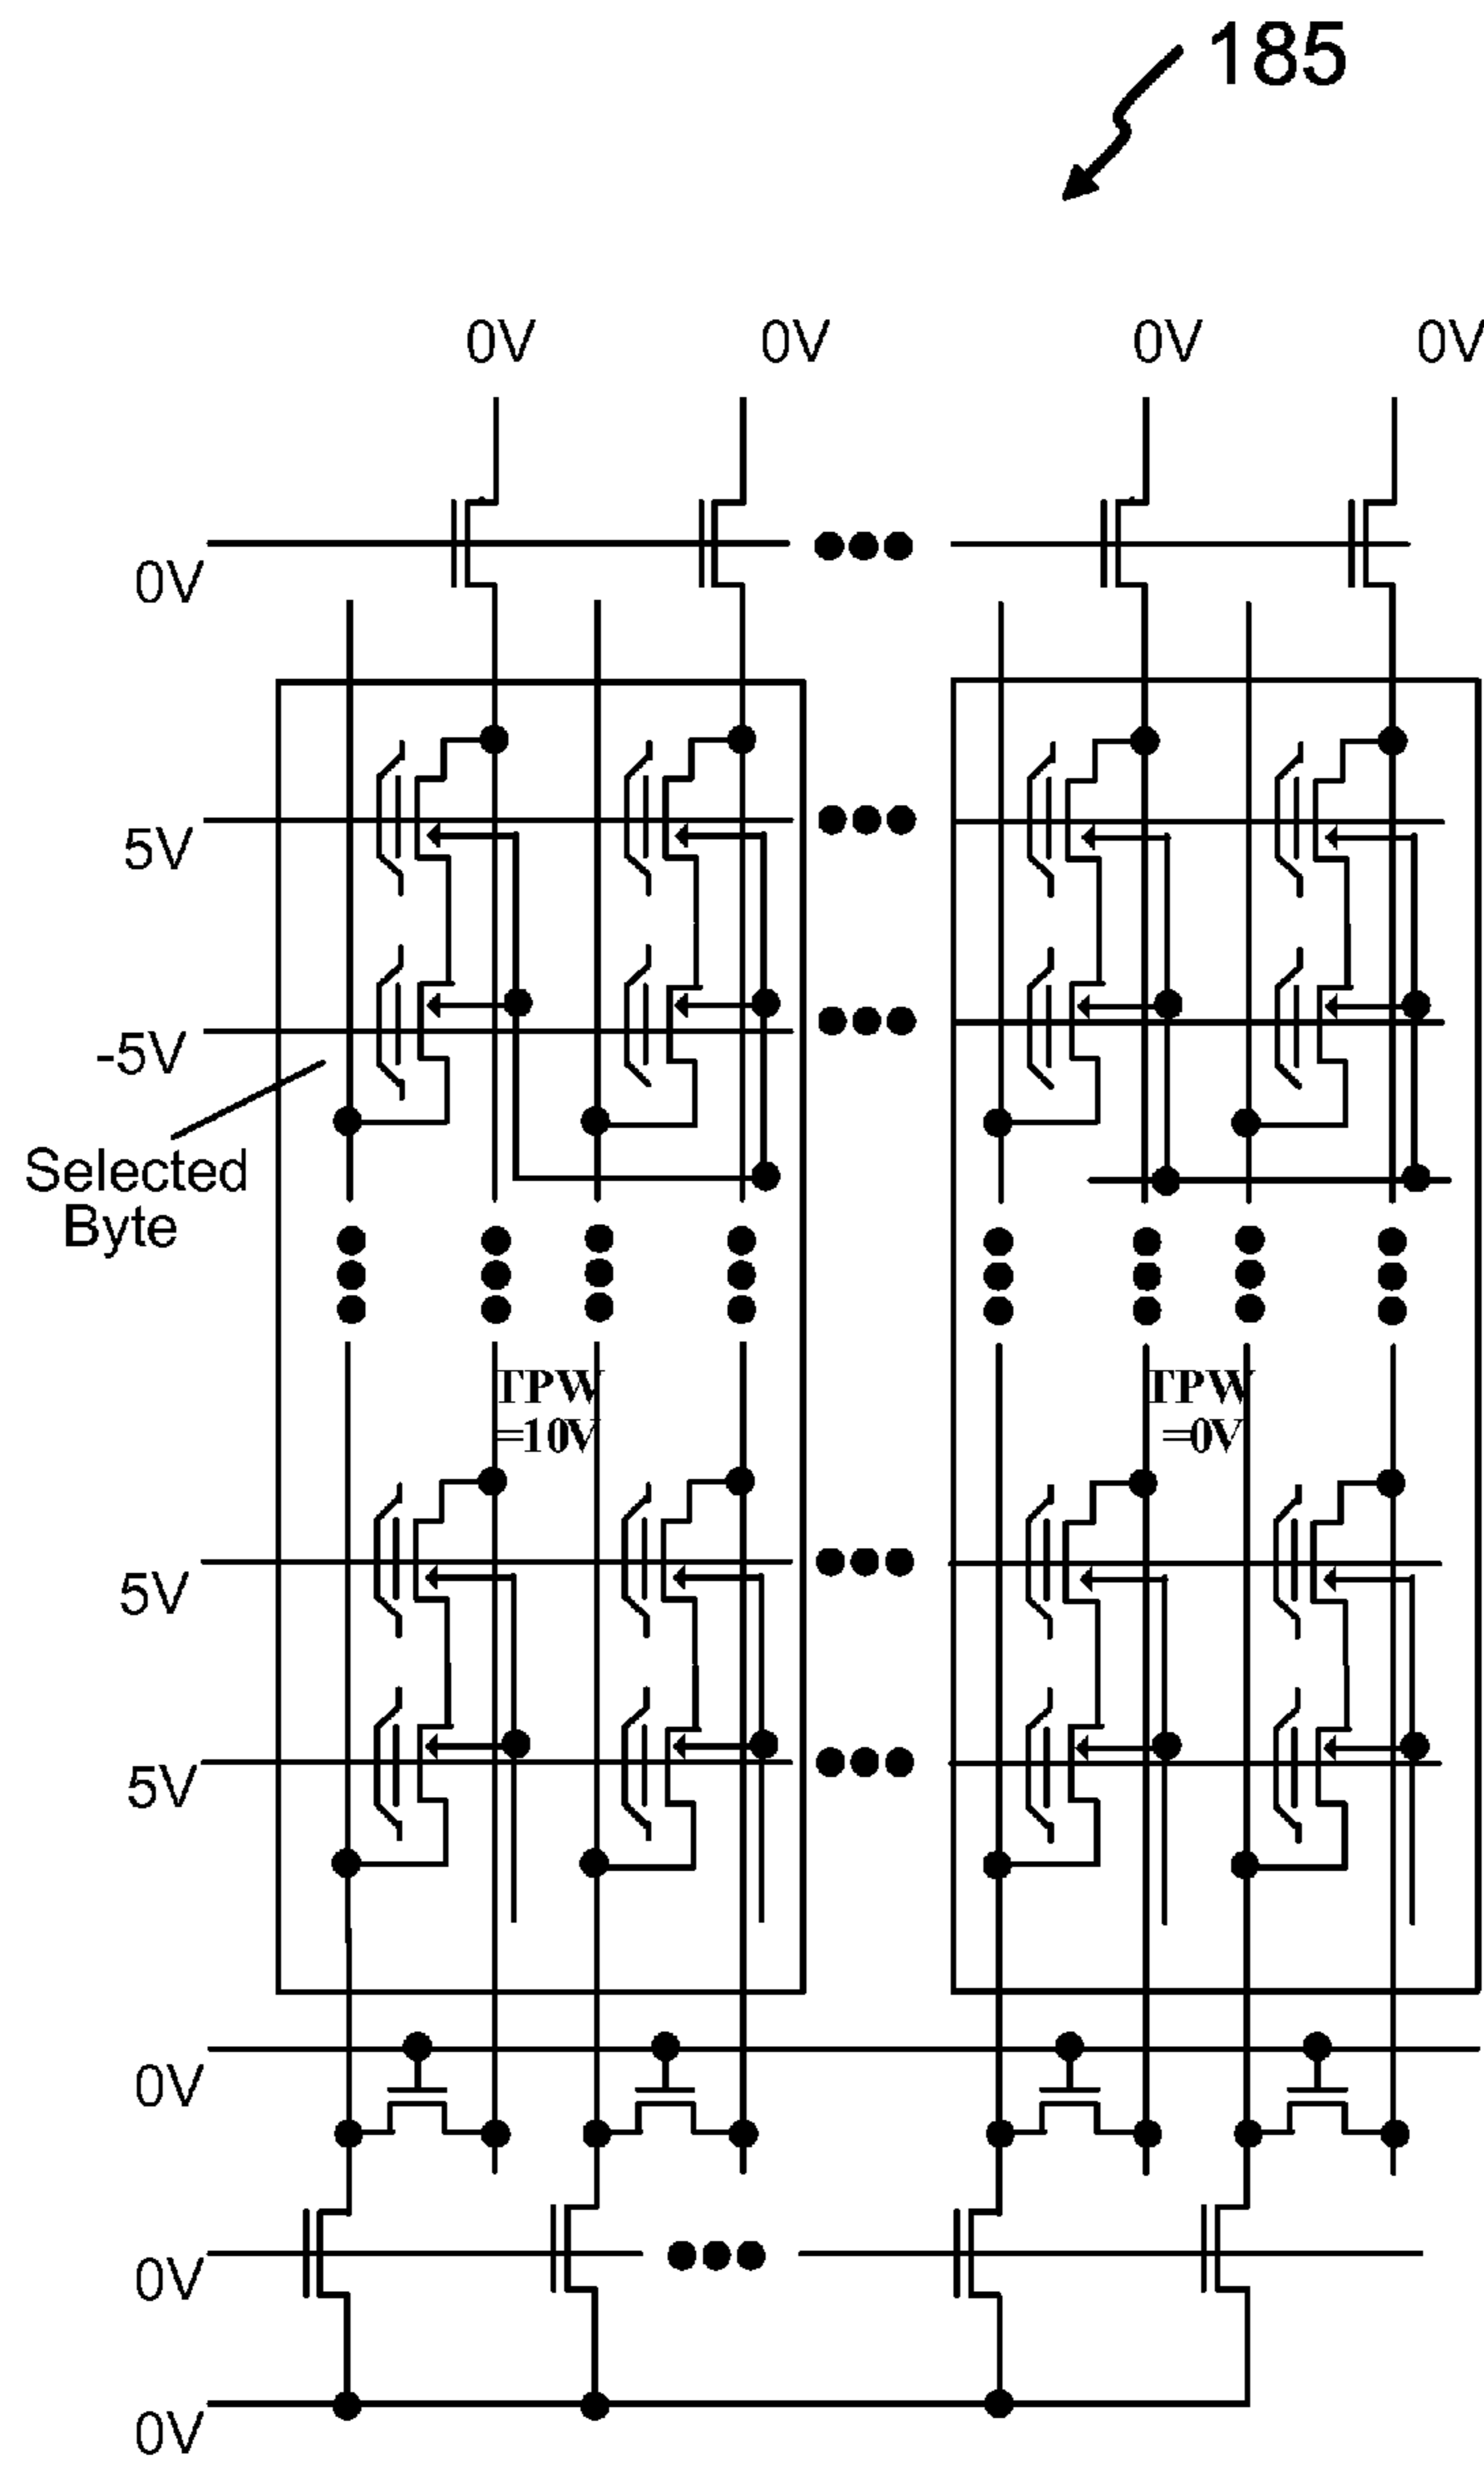 185
0V 0V 0V 0V
0V
5V
-5V
Selected
Byte
TPW TPW
=10V =0V
5V
5V
0V
0V
0V